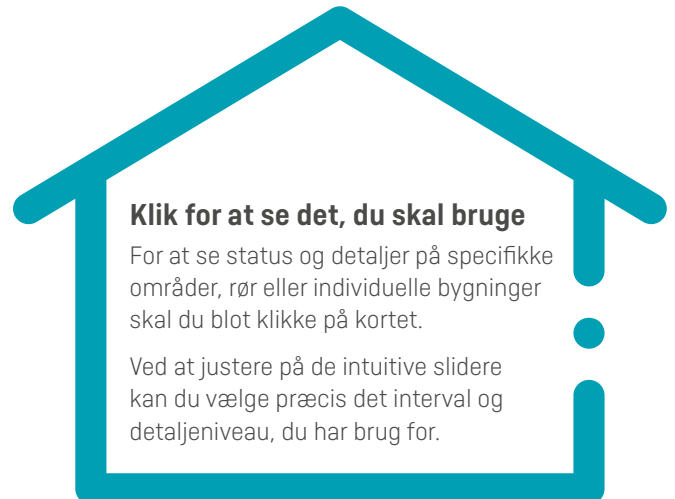 Klik for at se det, du skal bruge
For at se status og detaljer på specifikke
områder, rør eller individuelle bygninger
skal du blot klikke på kortet.
Ved at justere på de intuitive slidere
kan du vælge præcis det interval og
detaljeniveau, du har brug for.